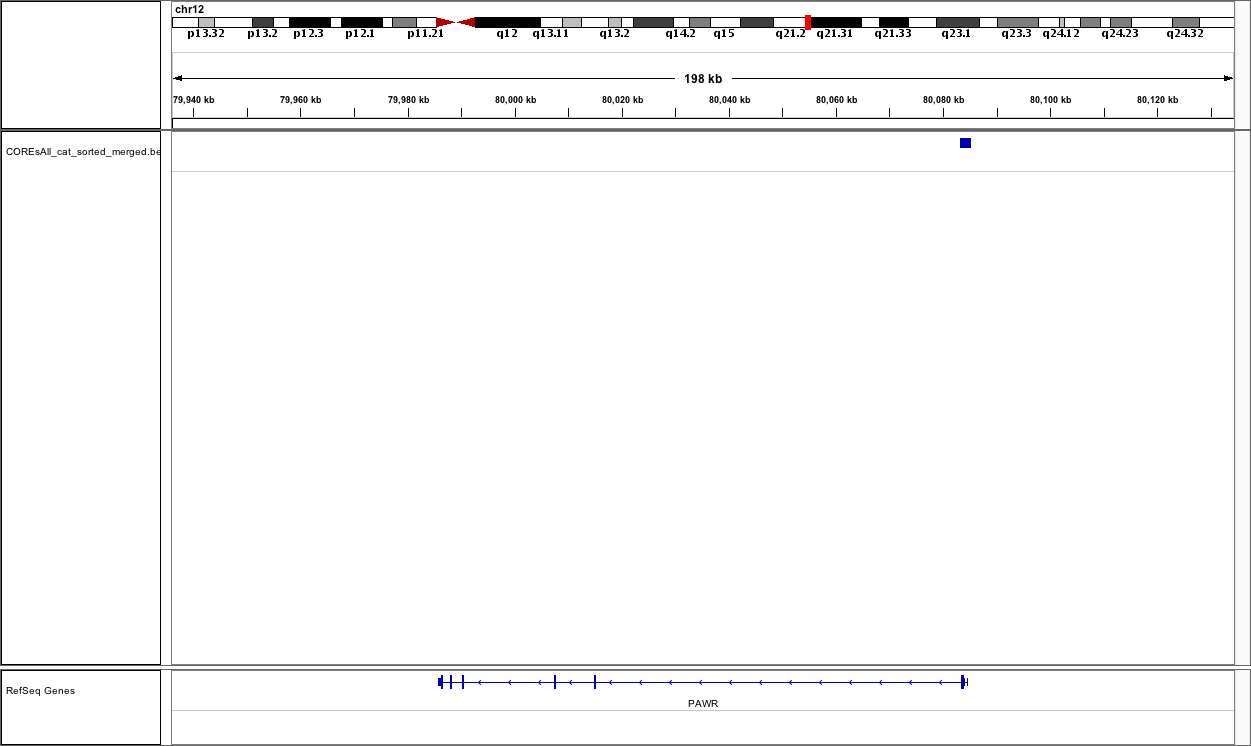 chr12
p13.32 p13.2 p12.3 p12.1 p11.21 q12 q13.11 q13.2 q14.2 q15 q21.2 q21.31 q21.33 q23.1 q23.3 q24.12 q24.23 q24.32
198 kb
79,940 kb 79,960 kb 79,980 kb 80,000 kb 80,020 kb 80,040 kb 80,060 kb 80,080 kb 80,100 kb 80,120 kb
COREsAll_cat_sorted_merged.be
RefSeq Genes
PAWR